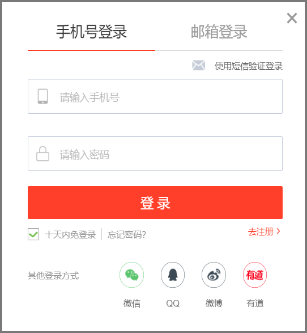 手机号登录 邮箱登录
使用短信验证登录
请输入手机号
请输入密码
登 录
十天内免登录 忘记密码?
去注册 >
其他登录方式 有道
微信 QQ 微博 有道